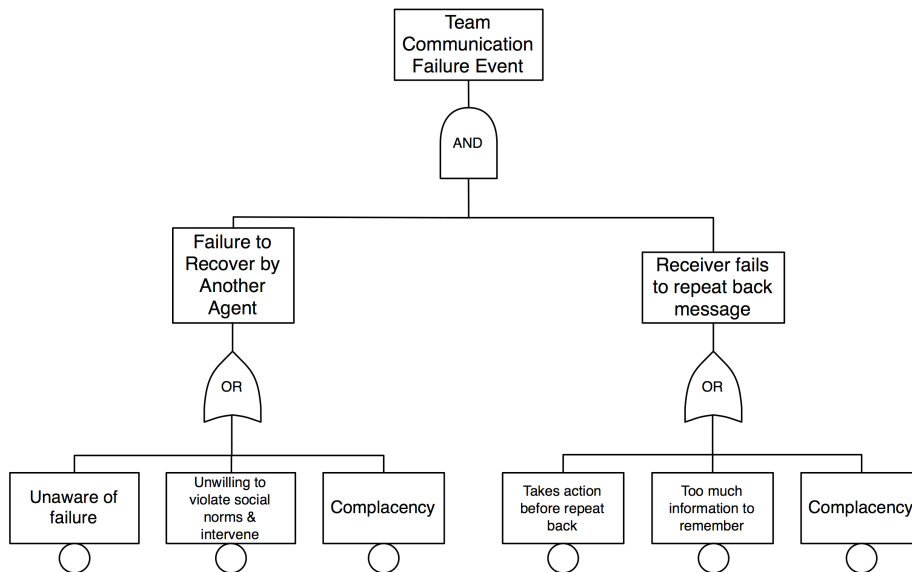 Team
Communication
Failure Event
AND
Failure to
Recover by
Another
Agent
Receiver fails
to repeat back
message
OR
OR
Unaware of
failure
Unwilling to
violate social
norms &
intervene
Complacency
Takes action
before repeat
back
Too much
information to
remember
Complacency